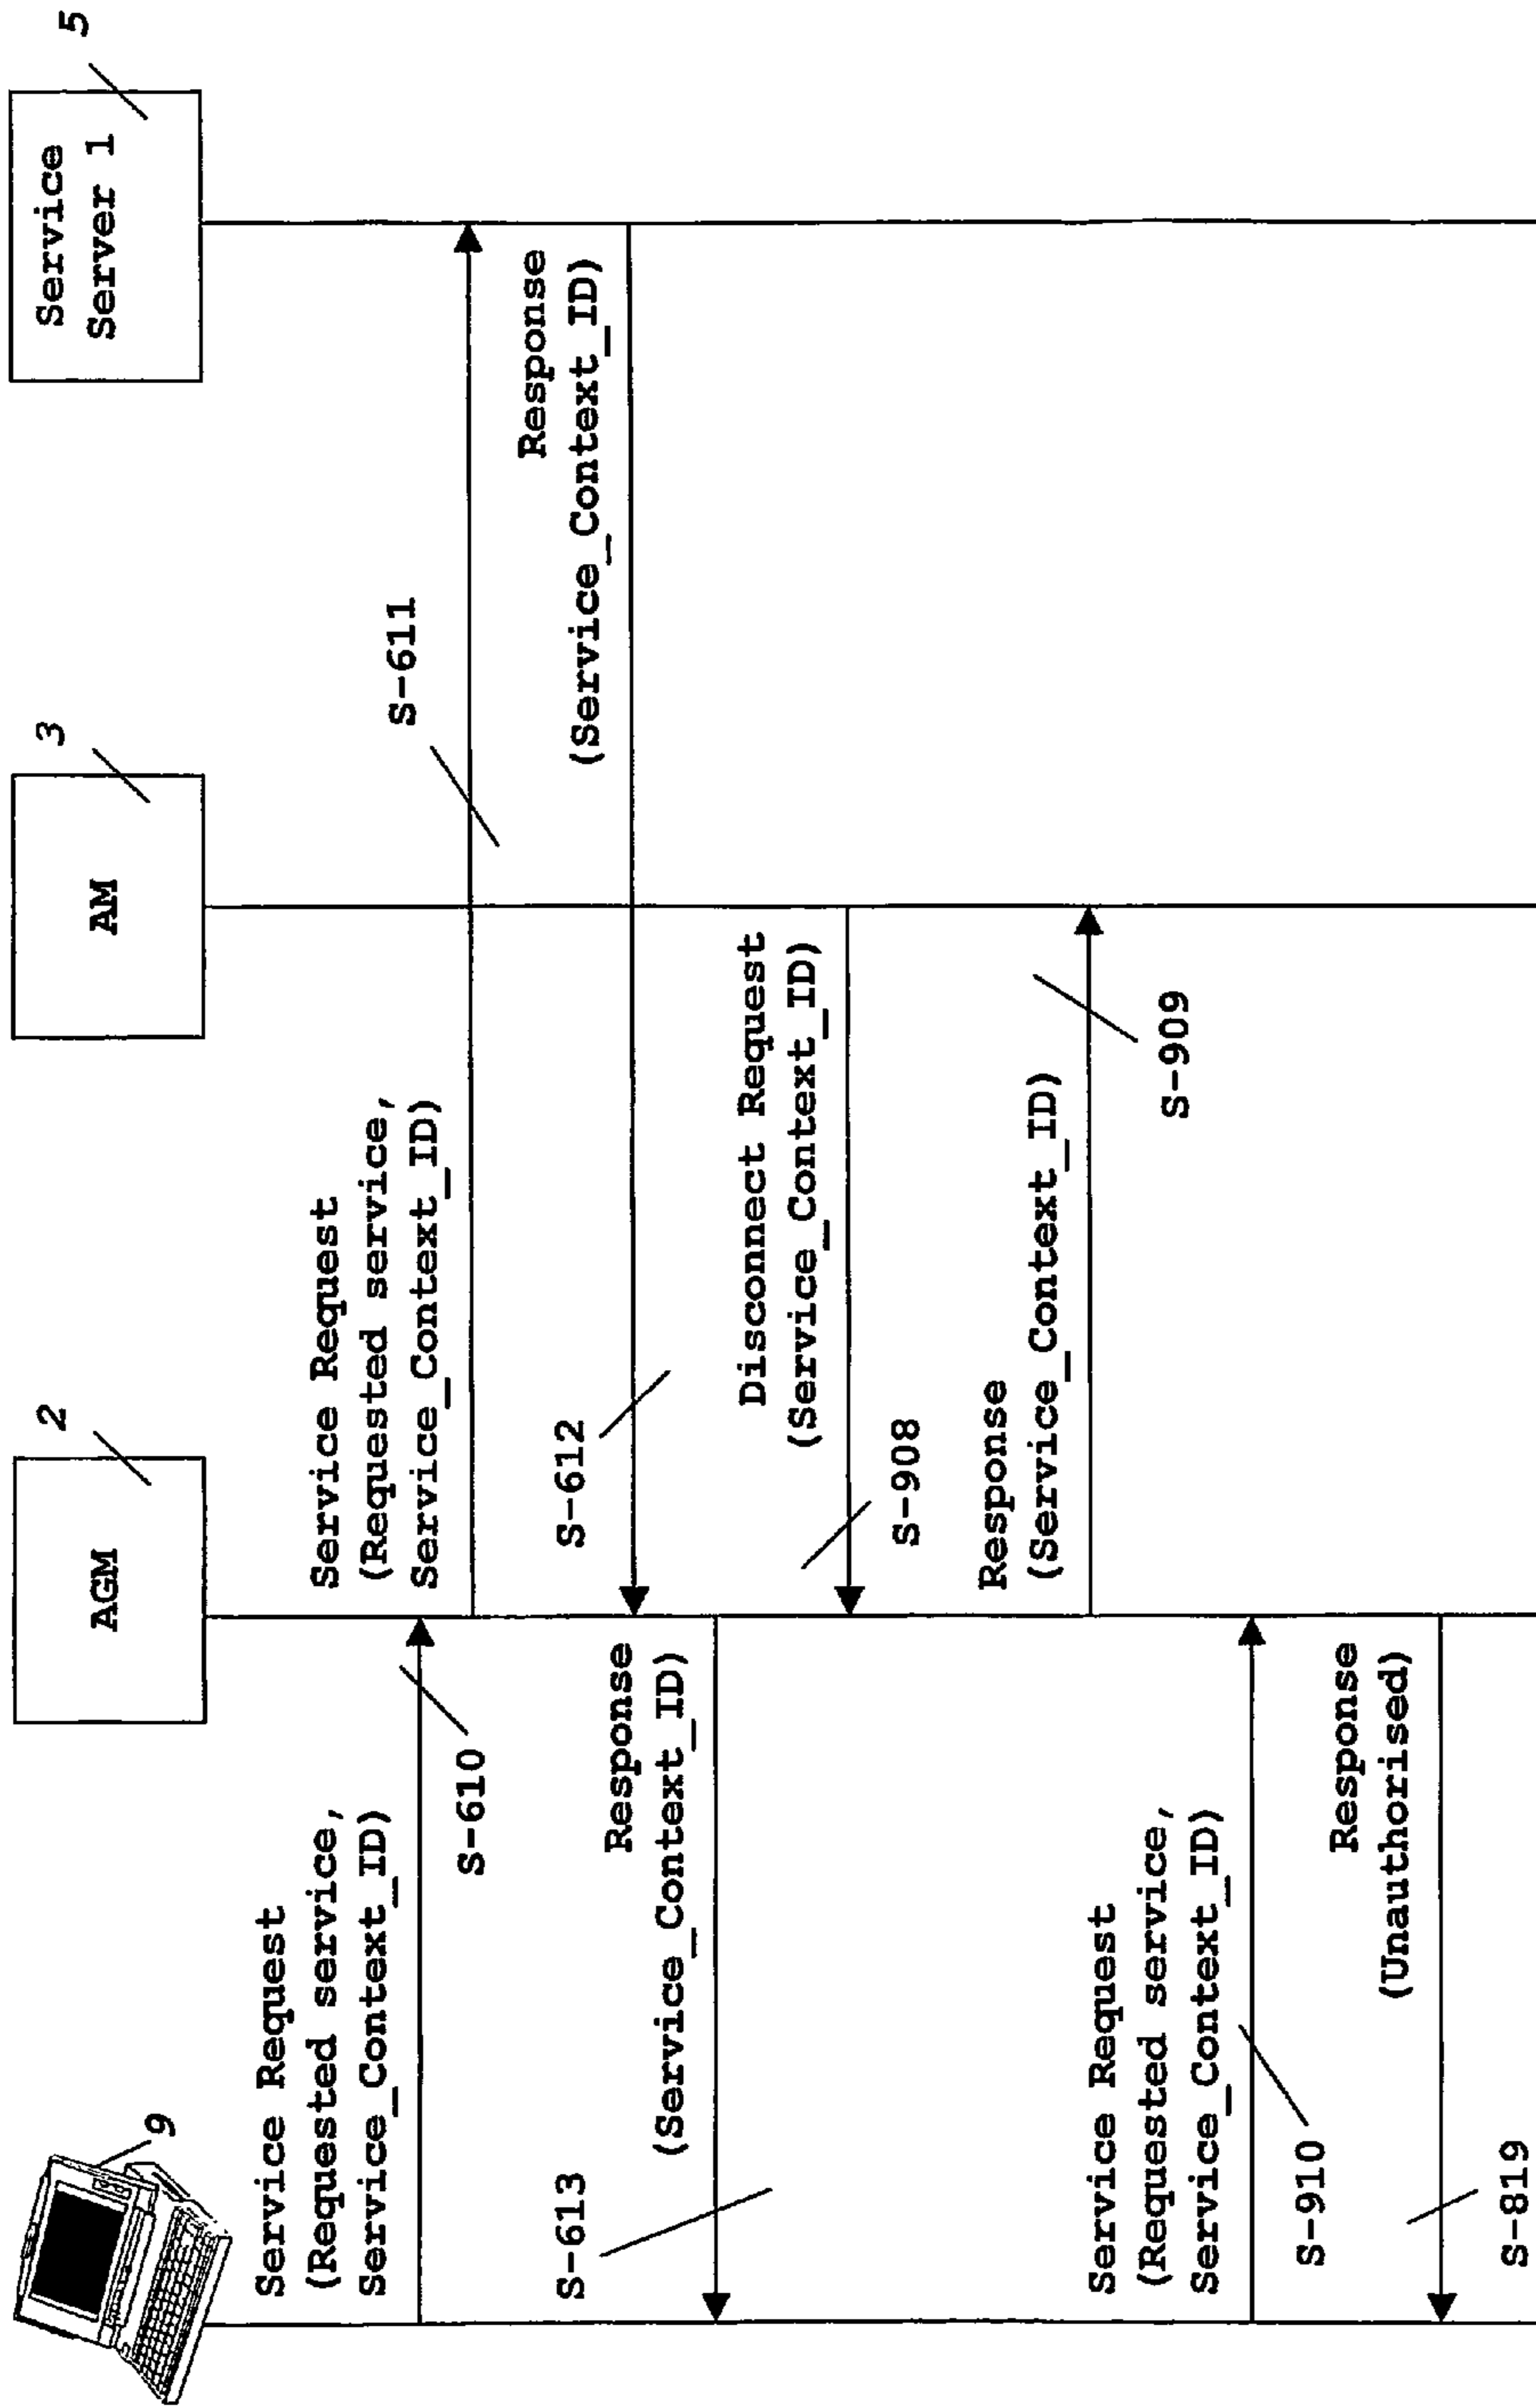 9
AGM
2
AM
3
Service
Server 1
5
Service Request
(Requested service,
Service_Context_ID)
S-610
Service Request
(Requested service,
Service_Context_ID)
S-611
Response
(Service_Context_ID)
S-612
Response
(Service_Context_ID)
S-613
Disconnect Request
(Service_Context_ID)
S-908
Response
(Service_Context_ID)
S-909
Service Request
(Requested service,
Service_Context_ID)
S-910
Response
(Unauthorised)
S-819